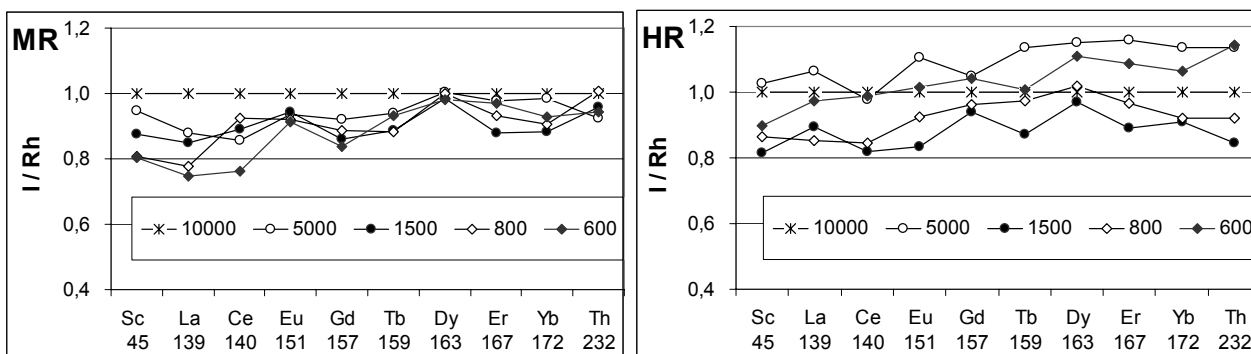 MR
I / Rh
1,2
1,0
0,8
0,6
0,4
10000 5000 1500 800 600
Sc La Ce Eu Gd Tb Dy Er Yb Th
45 139 140 151 157 159 163 167 172 232
HR
I / Rh
1,2
1,0
0,8
0,6
0,4
10000 5000 1500 800 600
Sc La Ce Eu Gd Tb Dy Er Yb Th
45 139 140 151 157 159 163 167 172 232